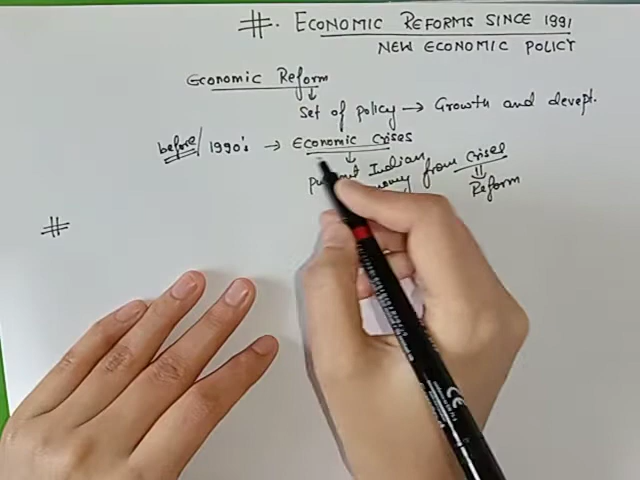 #. ECONOMIC REFORMS SINCE 1991
NEW ECONOMIC POLICY
Economic Reform
↓
Set of policy → Growth and devept.
before/1990's → Economic Crises
↓
Indian from crises
⇓
Reform
#
CE